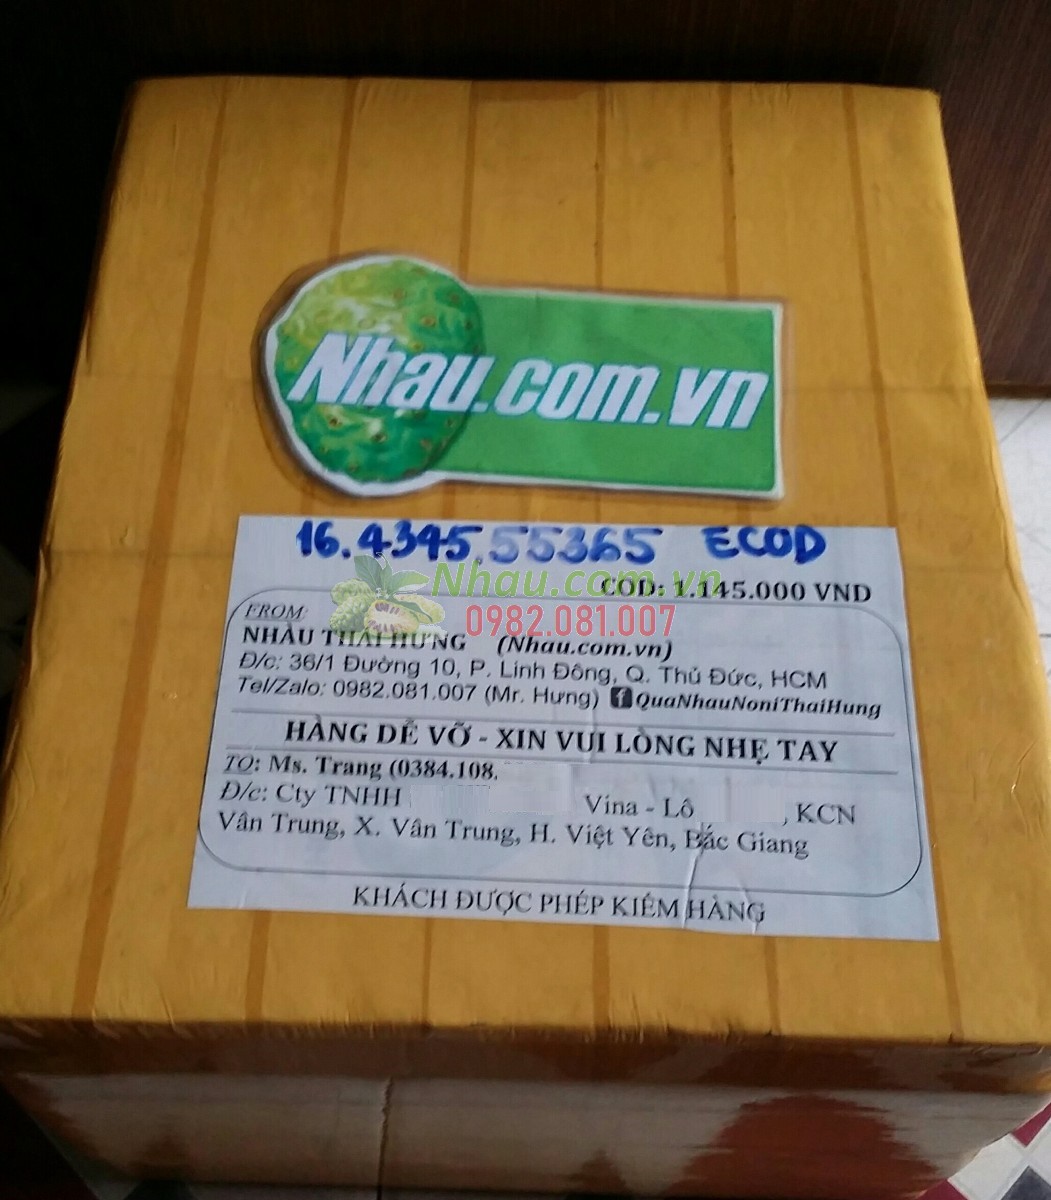 Nhau.com.vn
16.4345.55365 ECOD
Nhau.com.vn
COD: 1.145.000 VND
0982.081.007
FROM:
NHÀU THÁI HƯNG (Nhau.com.vn)
Đ/c: 36/1 Đường 10, P. Linh Đông, Q. Thủ Đức, HCM
Tel/Zalo: 0982.081.007 (Mr. Hưng) f QuaNhauNoniThaiHung
HÀNG DỄ VỠ - XIN VUI LÒNG NHẸ TAY
TO: Ms. Trang (0384.108.
Đ/c: Cty TNHH Vina - Lô , KCN
Vân Trung, X. Vân Trung, H. Việt Yên, Bắc Giang
KHÁCH ĐƯỢC PHÉP KIỂM HÀNG